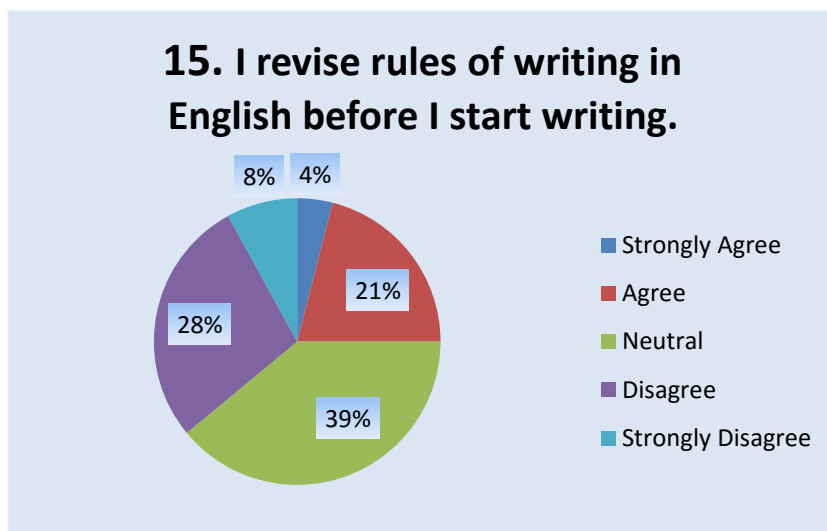 15. I revise rules of writing in
English before I start writing.
8%
4%
21%
28%
39%
Strongly Agree
Agree
Neutral
Disagree
Strongly Disagree